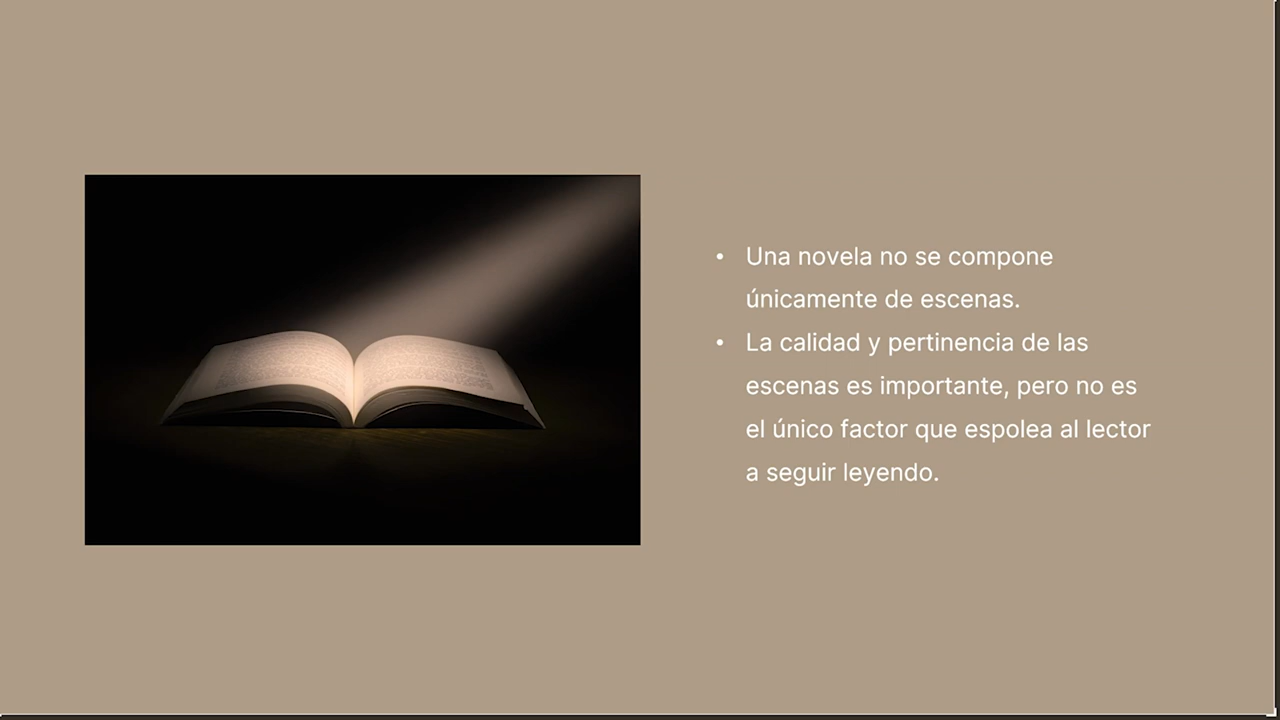 • Una novela no se compone
únicamente de escenas.
• La calidad y pertinencia de las
escenas es importante, pero no es
el único factor que espolea al lector
a seguir leyendo.